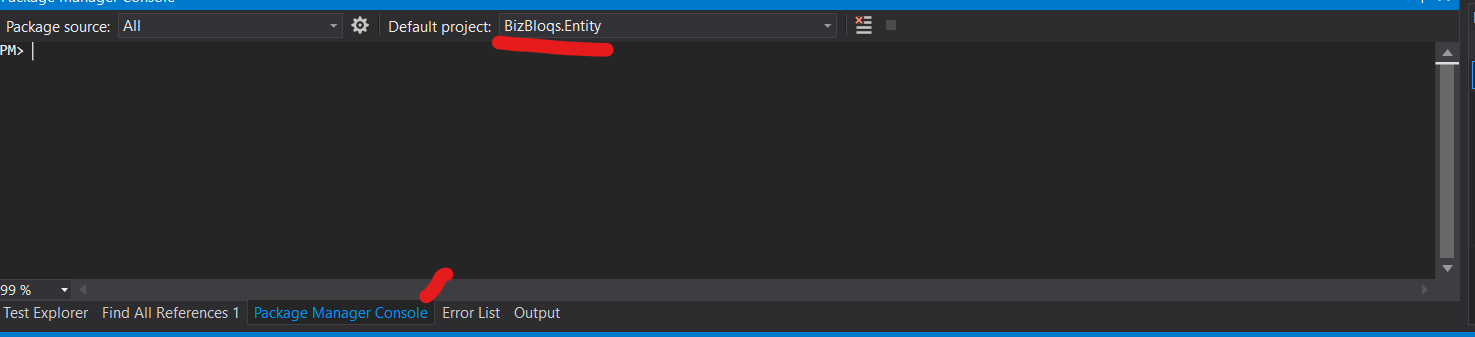 Package Manager Console
Package source: All Default project: BizBloqs.Entity
PM>
99 %
Test Explorer Find All References 1 Package Manager Console Error List Output